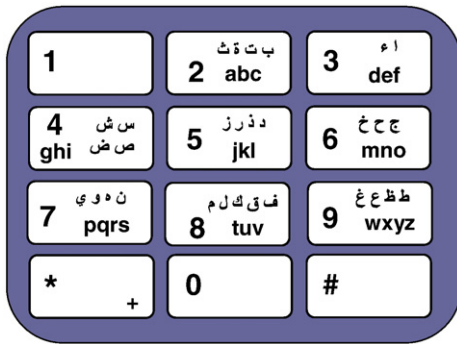 1
ب ت ة ث
2 abc
ا ء
3 def
4 س ش
ghi ص ض
د ذ ر ز
5 jkl
ج ح خ
6 mno
ن ه و ي
7 pqrs
ف ق ك ل م
8 tuv
ط ظ ع غ
9 wxyz
*
+
0
#